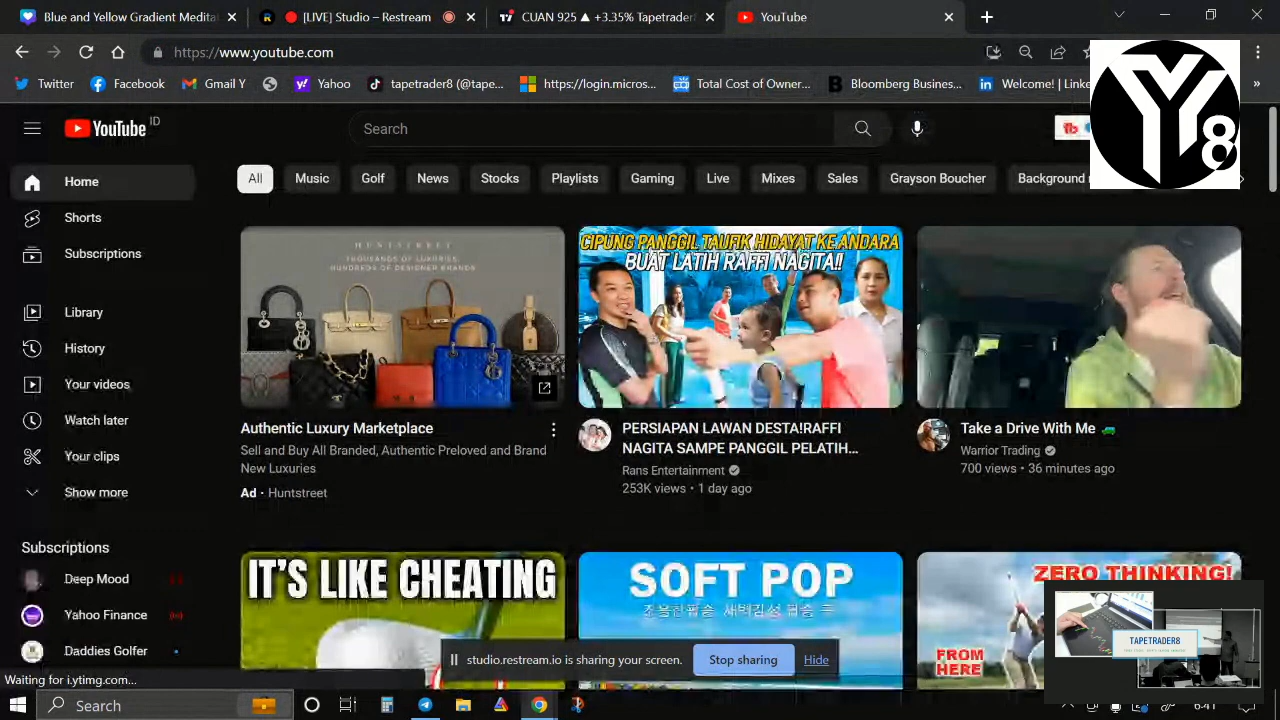 Blue and Yellow Gradient Medita
[LIVE] Studio – Restream
CUAN 925 ▲ +3.35% Tapetrader
YouTube
https://www.youtube.com
Twitter
Facebook
Gmail Y
Yahoo
tapetrader8 (@tape...
https://login.micros...
Total Cost of Owner...
Bloomberg Business...
Welcome! | Linke
»
YouTube ID
Search
YY8
All
Music
Golf
News
Stocks
Playlists
Gaming
Live
Mixes
Sales
Grayson Boucher
Background
Home
Shorts
Subscriptions
Library
History
Your videos
Watch later
Your clips
Show more
Subscriptions
Deep Mood
Yahoo Finance
Daddies Golfer
HUNTSTREET
THOUSANDS OF LUXURIES,
HUNDREDS OF DESIGNER BRANDS
Authentic Luxury Marketplace
Sell and Buy All Branded, Authentic Preloved and Brand
New Luxuries
Ad · Huntstreet
CIPUNG PANGGIL TAUFIK HIDAYAT KE ANDARA
BUAT LATIH RAFFI NAGITA!!
PERSIAPAN LAWAN DESTA!RAFFI
NAGITA SAMPE PANGGIL PELATIH...
Rans Entertainment
253K views • 1 day ago
Take a Drive With Me
Warrior Trading
700 views • 36 minutes ago
IT'S LIKE CHEATING
SOFT POP
ZERO THINKING!
FROM
HERE
TAPETRADER8
studio.restream.io is sharing your screen.
Stop sharing
Hide
Waiting for i.ytimg.com...
Search
6:41